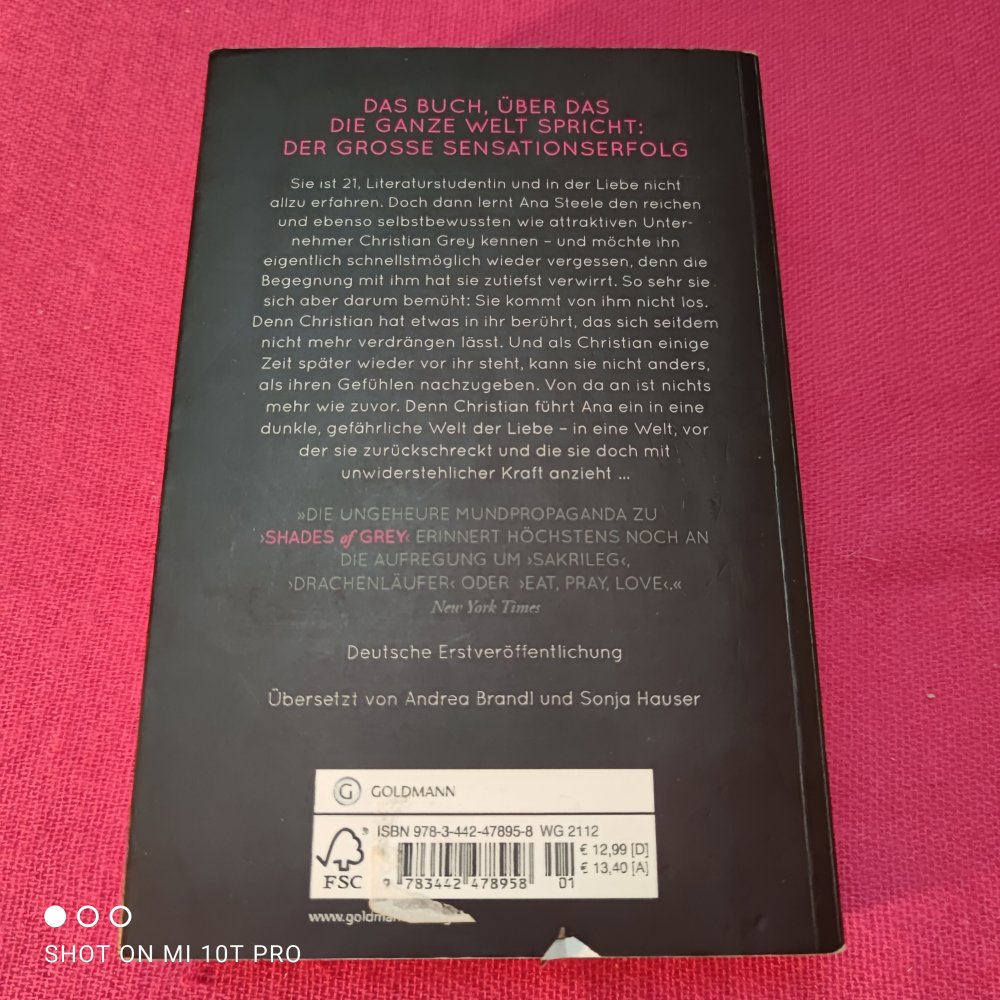 DAS BUCH, ÜBER DAS
DIE GANZE WELT SPRICHT:
DER GROSSE SENSATIONSERFOLG
Sie ist 21, Literaturstudentin und in der Liebe nicht
allzu erfahren. Doch dann lernt Ana Steele den reichen
und ebenso selbstbewussten wie attraktiven Unter-
nehmer Christian Grey kennen – und möchte ihn
eigentlich schnellstmöglich wieder vergessen, denn die
Begegnung mit ihm hat sie zutiefst verwirrt. So sehr sie
sich aber darum bemüht: Sie kommt von ihm nicht los.
Denn Christian hat etwas in ihr berührt, das sich seitdem
nicht mehr verdrängen lässt. Und als Christian einige
Zeit später wieder vor ihr steht, kann sie nicht anders,
als ihren Gefühlen nachzugeben. Von da an ist nichts
mehr wie zuvor. Denn Christian führt Ana ein in eine
dunkle, gefährliche Welt der Liebe – in eine Welt, vor
der sie zurückschreckt und die sie doch mit
unwiderstehlicher Kraft anzieht ...
»DIE UNGEHEURE MUNDPROPAGANDA ZU
›SHADES of GREY‹ ERINNERT HÖCHSTENS NOCH AN
DIE AUFREGUNG UM ›SAKRILEG‹,
›DRACHENLÄUFER‹ ODER ›EAT, PRAY, LOVE‹.«
New York Times
Deutsche Erstveröffentlichung
Übersetzt von Andrea Brandl und Sonja Hauser
G GOLDMANN
ISBN 978-3-442-47895-8 WG 2112
€ 12,99 [D]
€ 13,40 [A]
FSC ®
9 783442 478958 01
SHOT ON MI 10T PRO